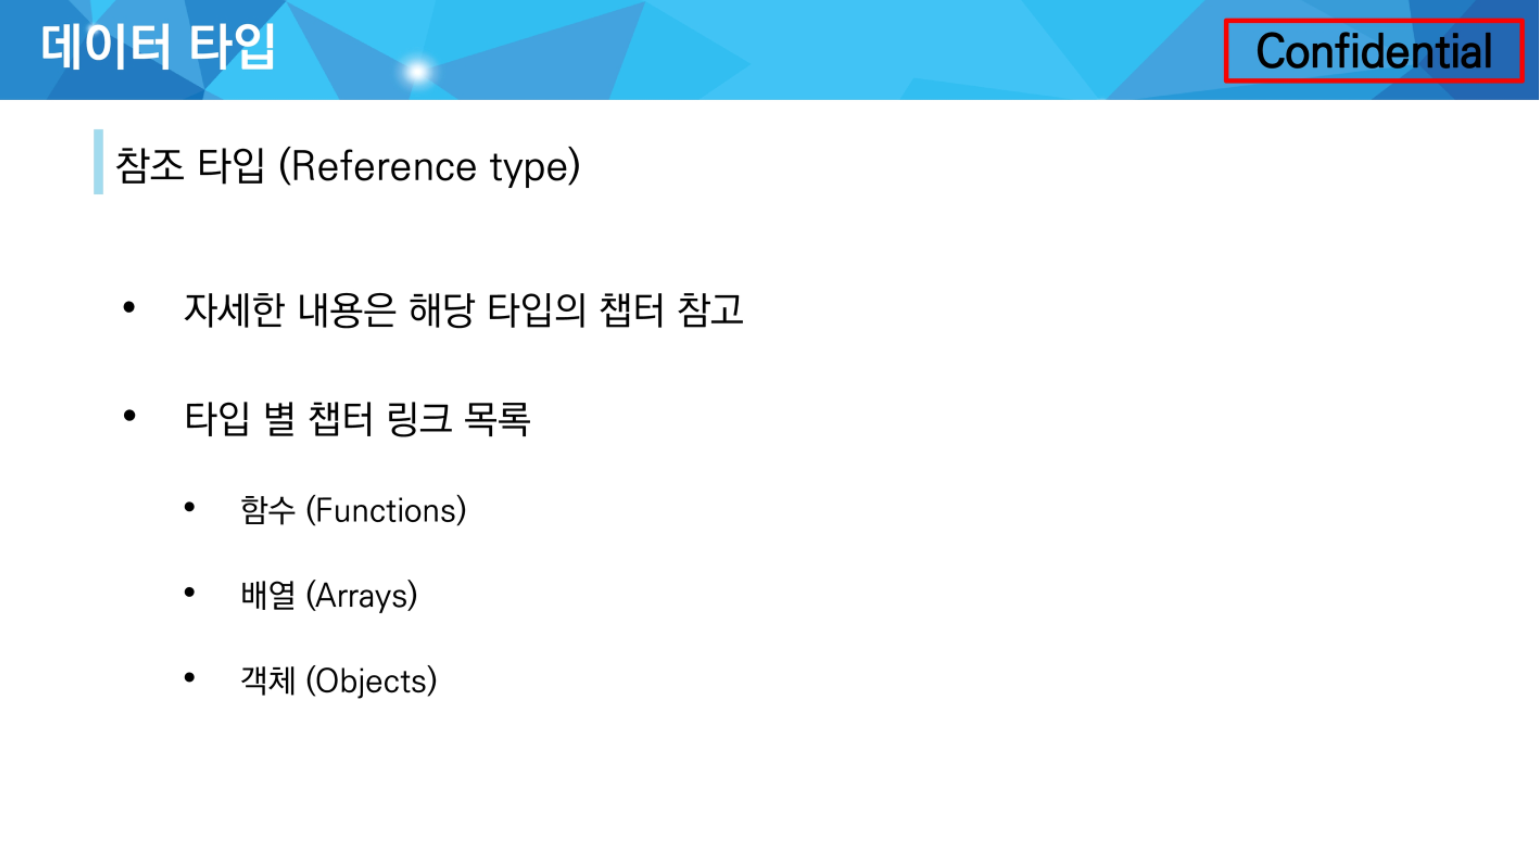 데이터 타입
Confidential
참조 타입 (Reference type)
• 자세한 내용은 해당 타입의 챕터 참고
• 타입 별 챕터 링크 목록
• 함수 (Functions)
• 배열 (Arrays)
• 객체 (Objects)